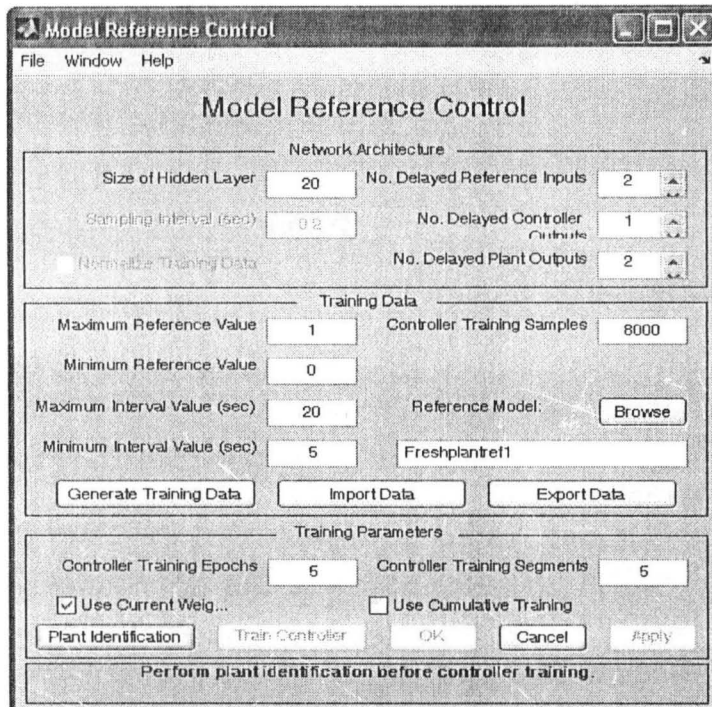 Model Reference Control
File Window Help
Model Reference Control
Network Architecture
Size of Hidden Layer 20 No. Delayed Reference Inputs 2
Sampling Interval (sec) 0.2 No. Delayed Controller Outputs 1
Normalize Training Data No. Delayed Plant Outputs 2
Training Data
Maximum Reference Value 1 Controller Training Samples 8000
Minimum Reference Value 0
Maximum Interval Value (sec) 20 Reference Model: Browse
Minimum Interval Value (sec) 5 Freshplantref1
Generate Training Data Import Data Export Data
Training Parameters
Controller Training Epochs 5 Controller Training Segments 5
Use Current Weig... Use Cumulative Training
Plant Identification Train Controller OK Cancel Apply
Perform plant identification before controller training.